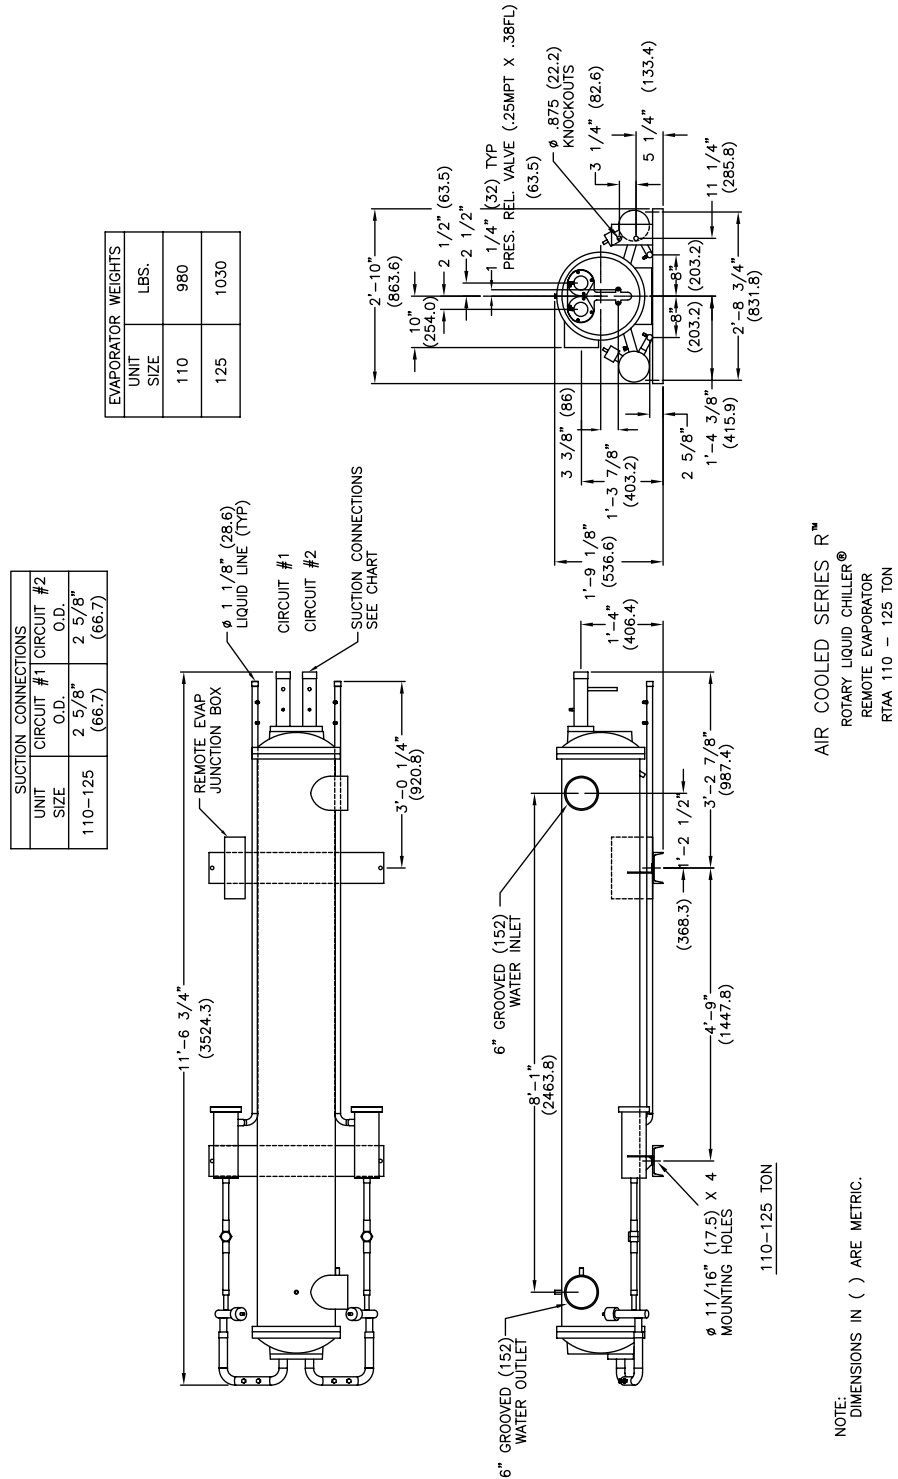 SUCTION CONNECTIONS
UNIT SIZE CIRCUIT #1 O.D. CIRCUIT #2 O.D.
110-125 2 5/8" (66.7) 2 5/8" (66.7)
EVAPORATOR WEIGHTS
UNIT SIZE LBS.
110 980
125 1030
11'-6 3/4"
(3524.3)
REMOTE EVAP
JUNCTION BOX
ø 1 1/8" (28.6)
LIQUID LINE (TYP)
CIRCUIT #1
CIRCUIT #2
SUCTION CONNECTIONS
SEE CHART
3'-0 1/4"
(920.8)
2'-10"
(863.6)
10"
(254.0)
2 1/2" (63.5)
2 1/2"
(63.5)
1 1/4" (32) TYP
PRES. REL. VALVE (.25MPT X .38FL)
ø .875 (22.2)
KNOCKOUTS
3 1/4" (82.6)
5 1/4" (133.4)
11 1/4"
(285.8)
8"
(203.2)
8"
(203.2)
2'-8 3/4"
(831.8)
1'-4 3/8"
(415.9)
2 5/8"
3 3/8" (86)
1'-3 7/8"
(403.2)
1'-9 1/8"
(536.6)
1'-4"
(406.4)
6" GROOVED (152)
WATER OUTLET
6" GROOVED (152)
WATER INLET
8'-1"
(2463.8)
1'-2 1/2"
(368.3)
3'-2 7/8"
(987.4)
4'-9"
(1447.8)
ø 11/16" (17.5) X 4
MOUNTING HOLES
110-125 TON
AIR COOLED SERIES R™
ROTARY LIQUID CHILLER®
REMOTE EVAPORATOR
RTAA 110 - 125 TON
NOTE:
DIMENSIONS IN ( ) ARE METRIC.